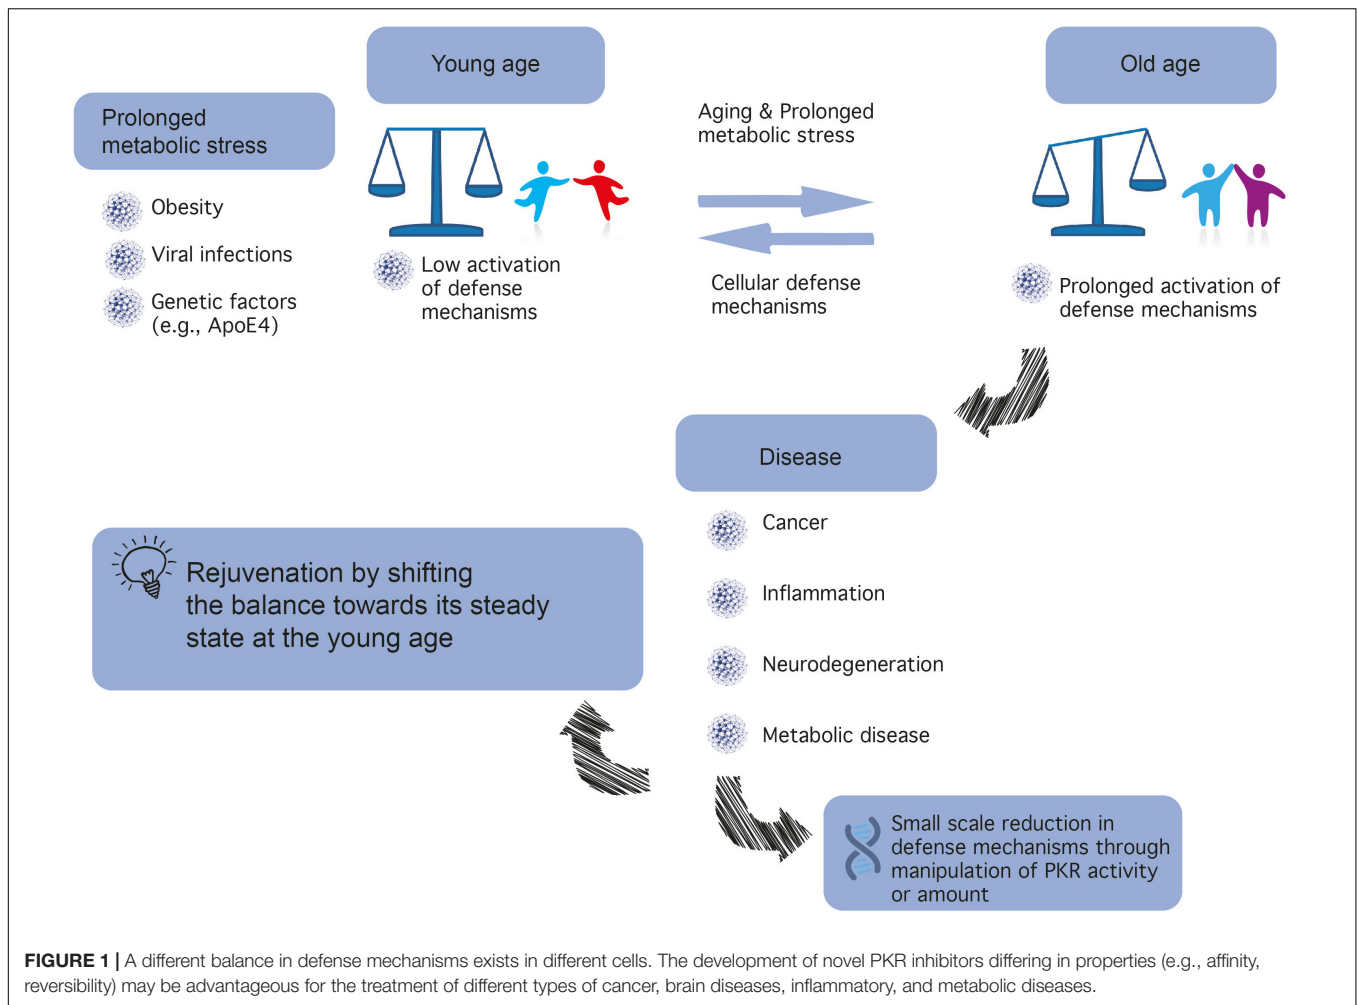 Young age
Old age
Prolonged
metabolic stress
Obesity
Viral infections
Genetic factors
(e.g., ApoE4)
Low activation
of defense
mechanisms
Aging & Prolonged
metabolic stress
Cellular defense
mechanisms
Prolonged activation of
defense mechanisms
Disease
Cancer
Inflammation
Neurodegeneration
Metabolic disease
Rejuvenation by shifting
the balance towards its steady
state at the young age
Small scale reduction in
defense mechanisms through
manipulation of PKR activity
or amount
FIGURE 1 | A different balance in defense mechanisms exists in different cells. The development of novel PKR inhibitors differing in properties (e.g., affinity,
reversibility) may be advantageous for the treatment of different types of cancer, brain diseases, inflammatory, and metabolic diseases.